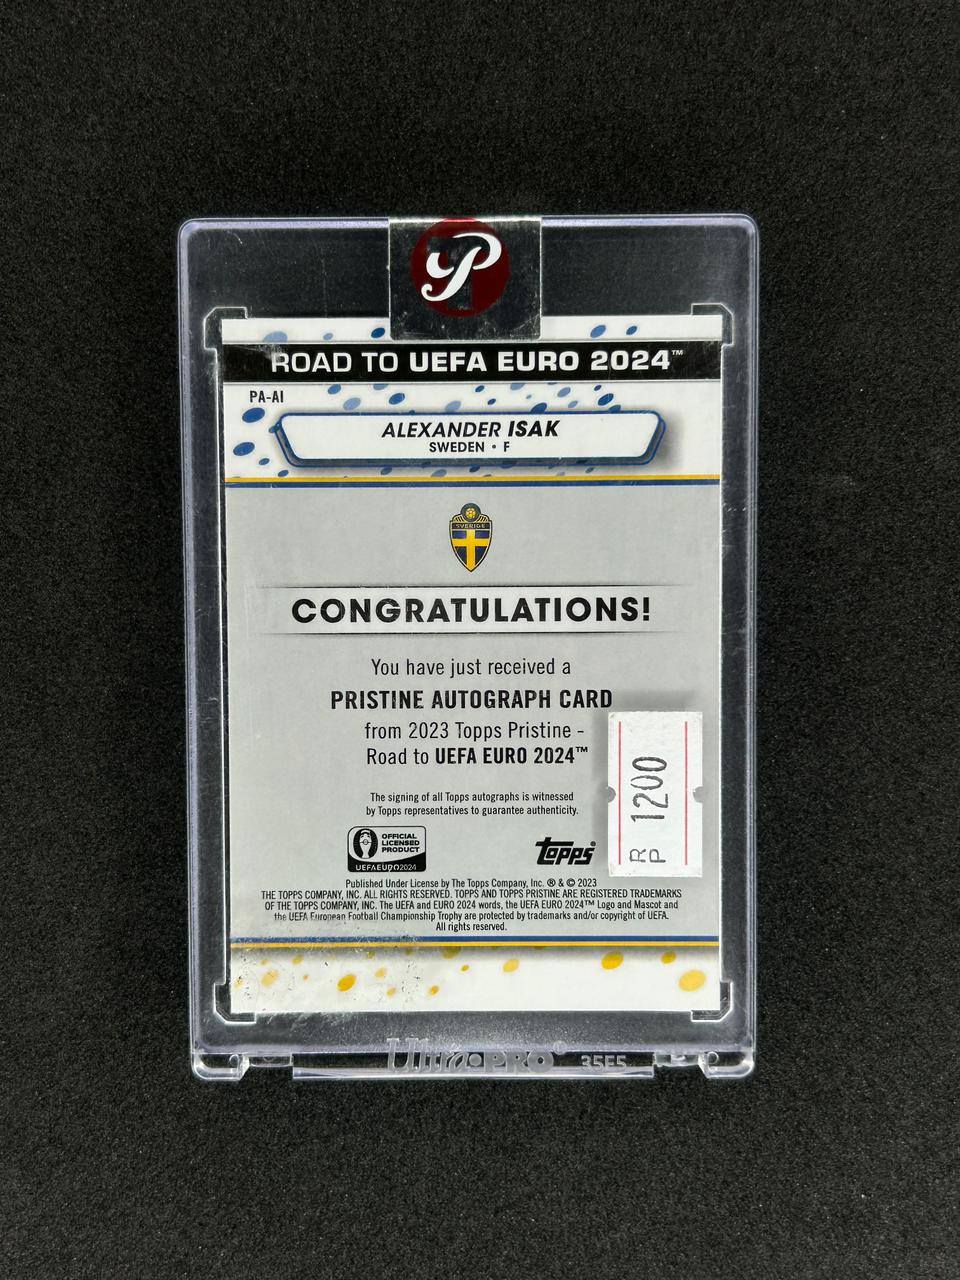 P
ROAD TO UEFA EURO 2024™
PA-AI
ALEXANDER ISAK
SWEDEN • F
SVERIGE
CONGRATULATIONS!
You have just received a
PRISTINE AUTOGRAPH CARD
from 2023 Topps Pristine -
Road to UEFA EURO 2024™
The signing of all Topps autographs is witnessed
by Topps representatives to guarantee authenticity.
OFFICIAL
LICENSED
PRODUCT
UEFA EURO2024
topps®
RP 1200
Published Under License by The Topps Company, Inc. ® & © 2023
THE TOPPS COMPANY, INC. ALL RIGHTS RESERVED. TOPPS AND TOPPS PRISTINE ARE REGISTERED TRADEMARKS
OF THE TOPPS COMPANY, INC. The UEFA and EURO 2024 words, the UEFA EURO 2024™ Logo and Mascot and
the UEFA European Football Championship Trophy are protected by trademarks and/or copyright of UEFA.
All rights reserved.
Ultra•PRO®